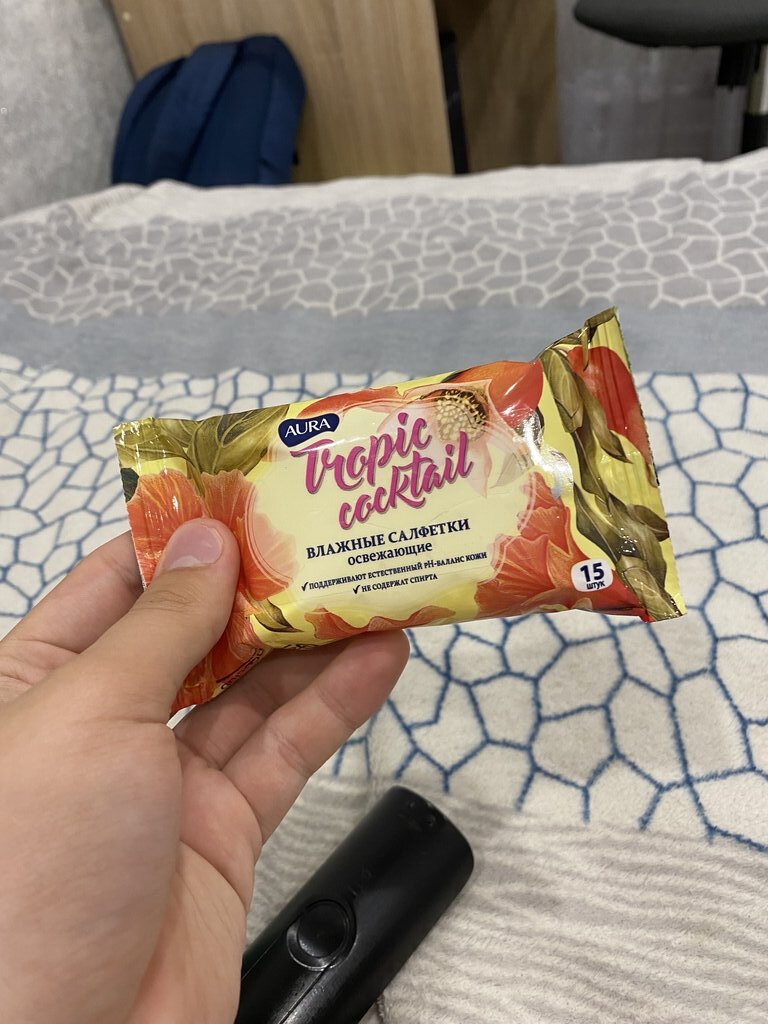 AURA
Tropic
cocktail
ВЛАЖНЫЕ САЛФЕТКИ
освежающие
✓ ПОДДЕРЖИВАЮТ ЕСТЕСТВЕННЫЙ pH-БАЛАНС КОЖИ
✓ НЕ СОДЕРЖАТ СПИРТА
15
штук